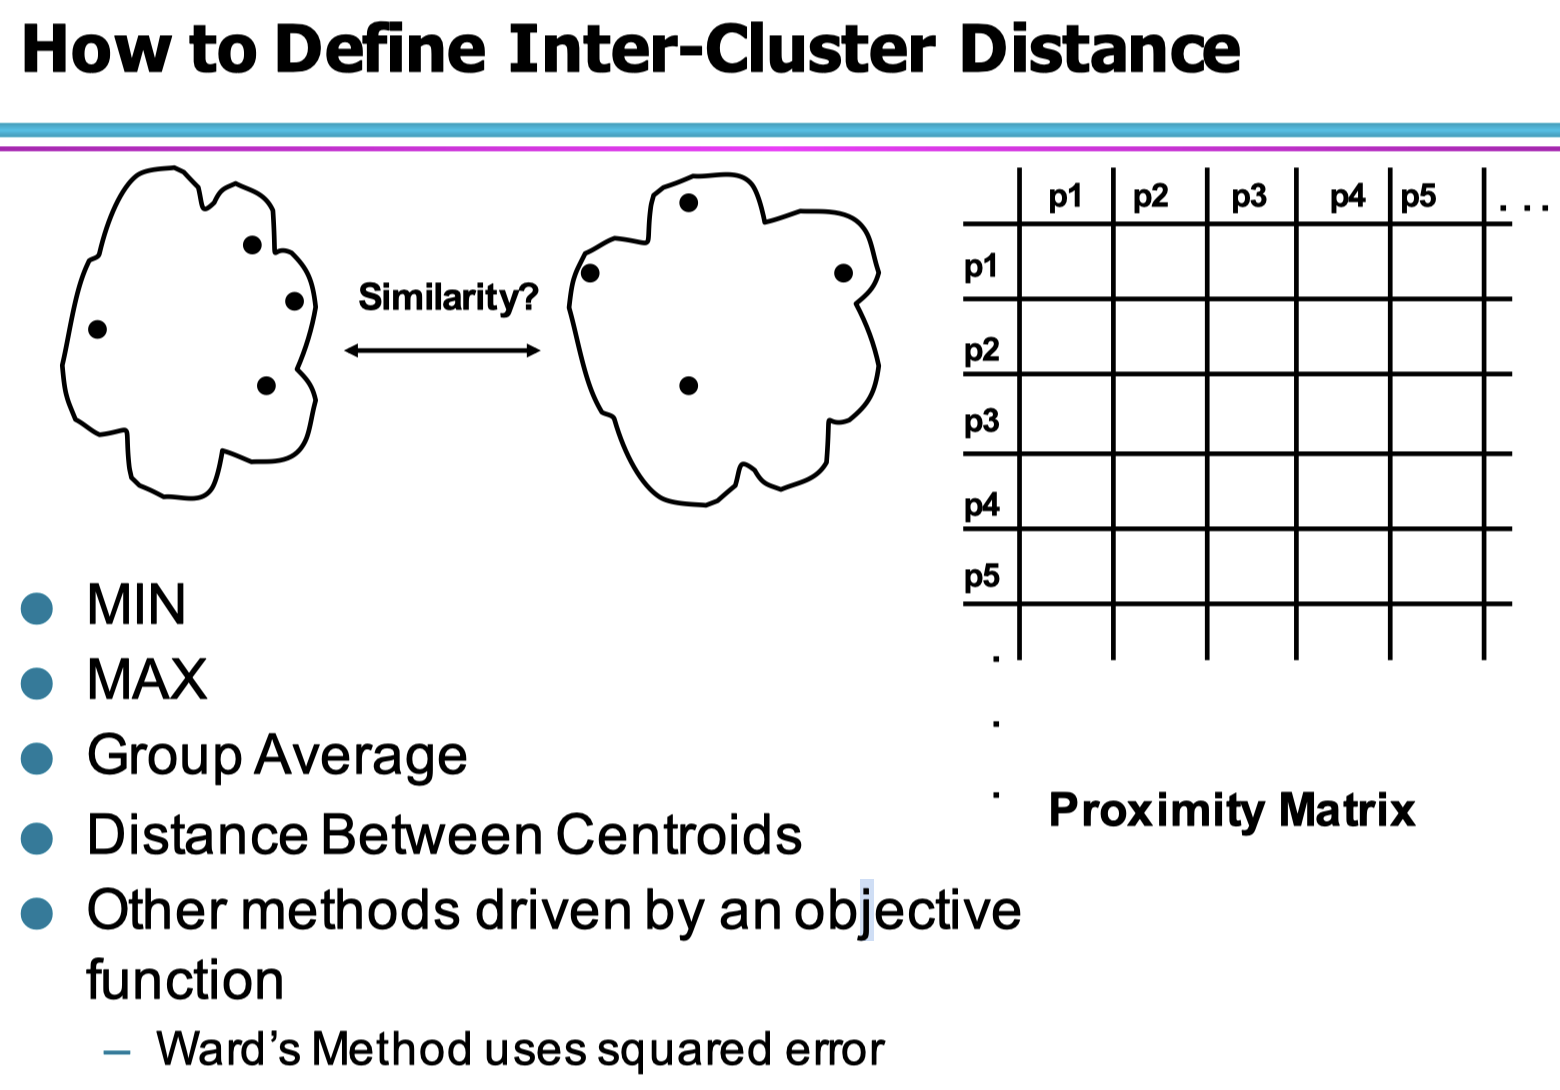 How to Define Inter-Cluster Distance
Similarity?
p1 p2 p3 p4 p5 . . .
p1
p2
p3
p4
p5
.
.
.
Proximity Matrix
MIN
MAX
Group Average
Distance Between Centroids
Other methods driven by an objective
function
– Ward’s Method uses squared error